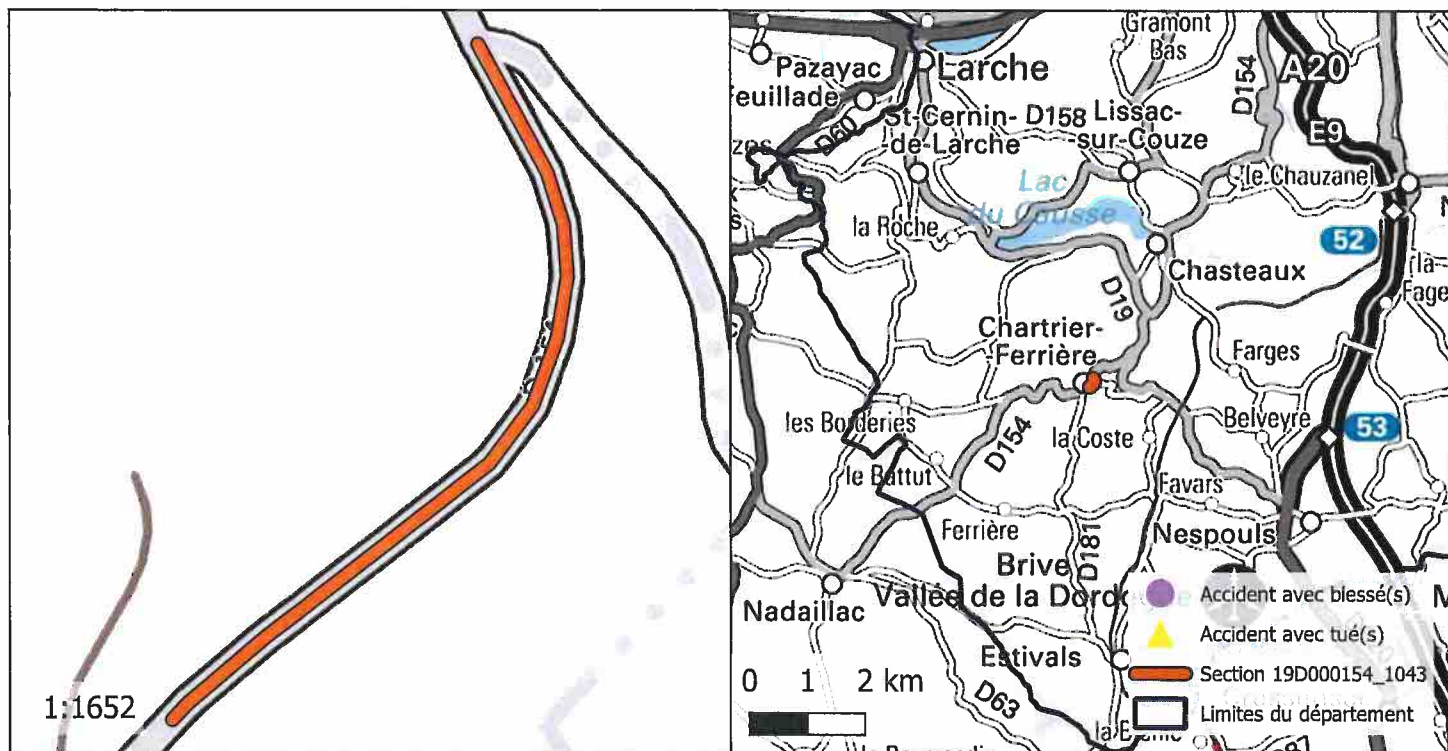 1:1652
Gramont
Bas
Pazayac
Larche
D154
A20
E9
feuillade
D60
St-Cernin-
-de-Larche
D158
Lissac-
-sur-Couze
Lac
du Causse
le Chauzanel
la Roche
52
Chasteaux
la
Fage
D19
Chartrier-
-Ferrière
Farges
les Borderies
Belveyre
53
D154
la Coste
le Battut
Favars
Ferrière
D181
Nespouls
Brive
Vallée de la Dordo
Nadaillac
Estivals
D63
0 1 2 km
Accident avec blessé(s)
Accident avec tué(s)
Section 19D000154_1043
Limites du département